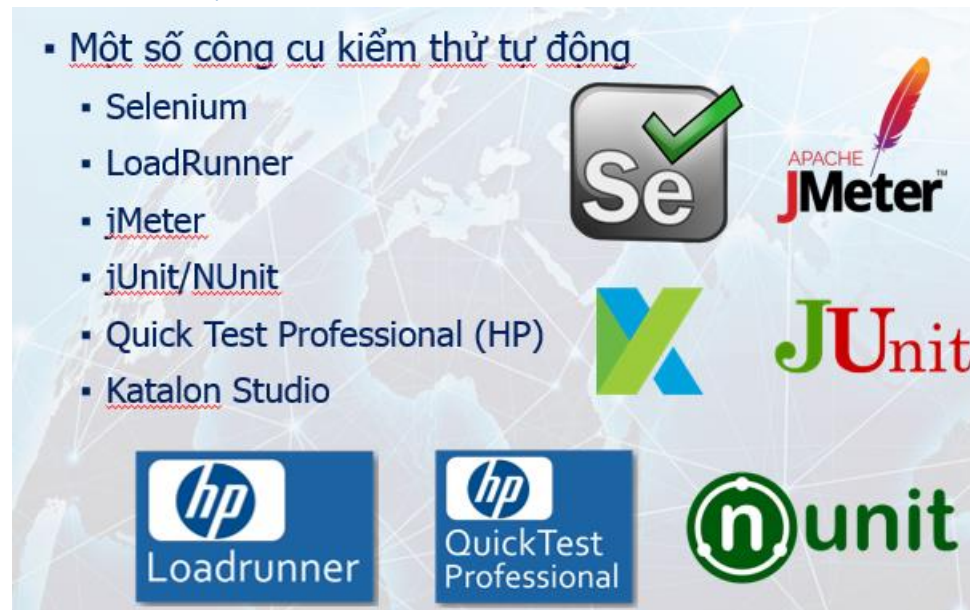 Một số công cụ kiểm thử tự động
Selenium
LoadRunner
jMeter
jUnit/NUnit
Quick Test Professional (HP)
Katalon Studio
Se
APACHE
JMeter™
JUnit
hp
Loadrunner
hp
QuickTest
Professional
nunit